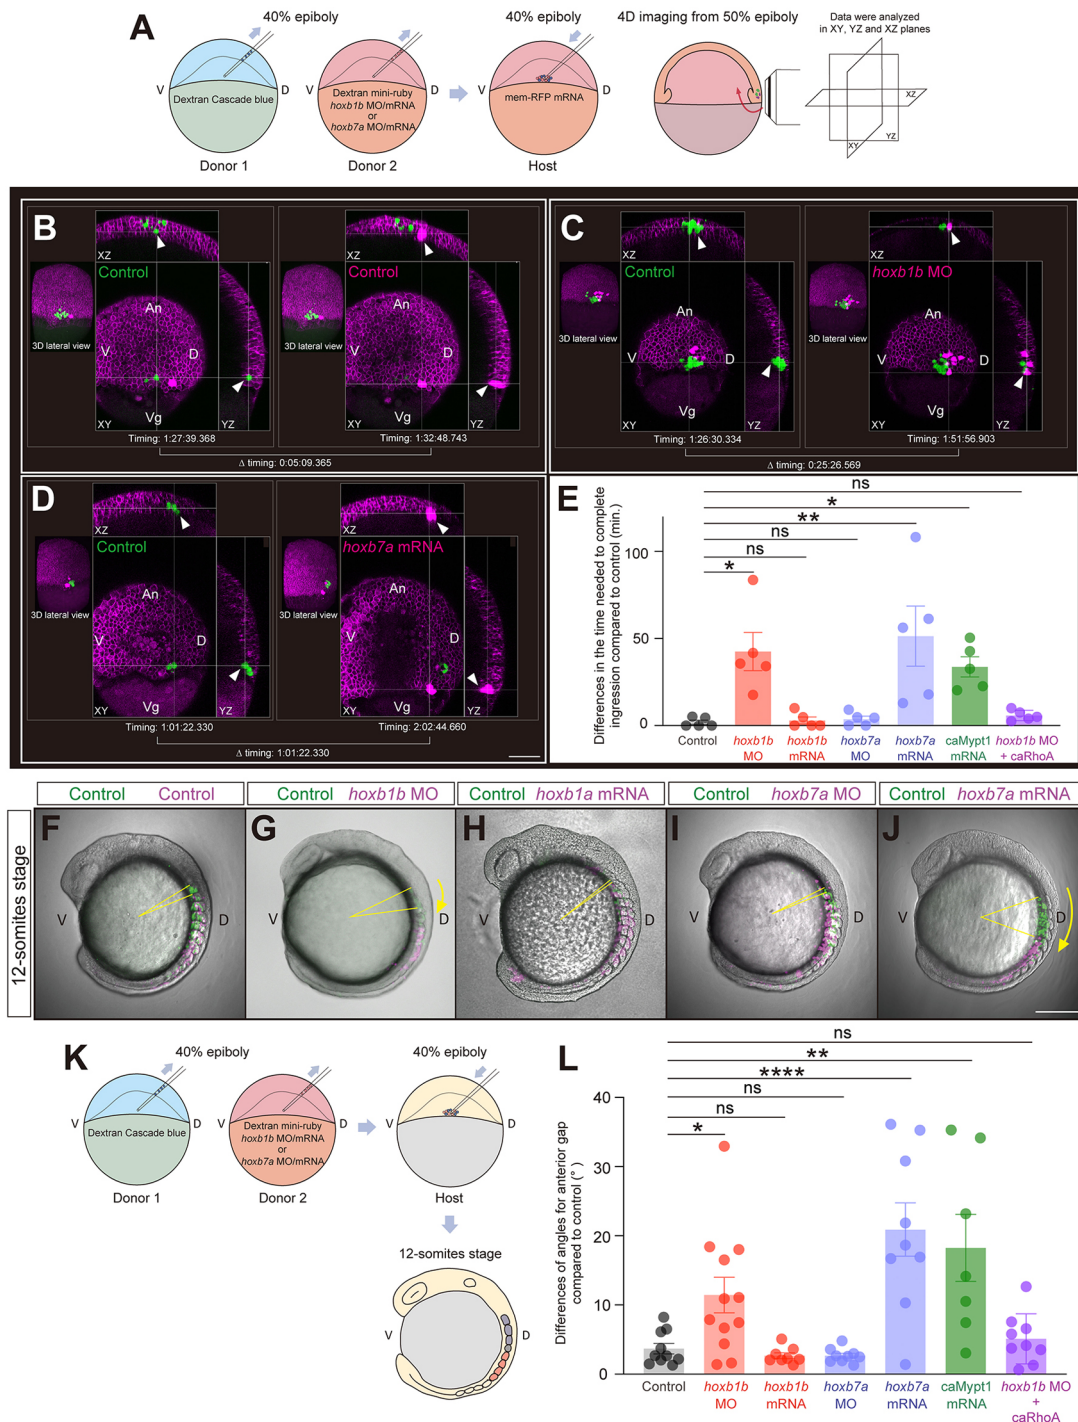 A
40% epiboly
40% epiboly
4D imaging from 50% epiboly
Data were analyzed
in XY, YZ and XZ planes
V
Dextran Cascade blue
Dextran mini-ruby
hoxb1b MO/mRNA
or
hoxb7a MO/mRNA
D
V
mem-RFP mRNA
D
XZ
YZ
XY
Donor 1
Donor 2
Host
B
XZ
XZ
Control
Control
An
An
3D lateral view
3D lateral view
V
D
V
D
Vg
Vg
XY
YZ
XY
YZ
Timing: 1:27:39.368
Timing: 1:32:48.743
Δ timing: 0:05:09.365
C
XZ
XZ
Control
hoxb1b MO
An
An
3D lateral view
3D lateral view
V
D
V
D
Vg
Vg
XY
YZ
XY
YZ
Timing: 1:26:30.334
Timing: 1:51:56.903
Δ timing: 0:25:26.569
D
XZ
XZ
Control
hoxb7a mRNA
An
An
3D lateral view
3D lateral view
V
D
V
D
Vg
Vg
XY
YZ
XY
YZ
Timing: 1:01:22.330
Timing: 2:02:44.660
Δ timing: 1:01:22.330
E
ns
*
**
ns
ns
*
Differences in the time needed to complete
ingression compared to control (min.)
100
50
0
Control
hoxb1b
MO
hoxb1b
mRNA
hoxb7a
MO
hoxb7a
mRNA
caMypt1
mRNA
hoxb1b MO
+ caRhoA
Control Control
Control hoxb1b MO
Control hoxb1a mRNA
Control hoxb7a MO
Control hoxb7a mRNA
12-somites stage
F
V
D
G
V
D
H
V
D
I
V
D
J
V
D
K
40% epiboly
40% epiboly
V
Dextran Cascade blue
Dextran mini-ruby
hoxb1b MO/mRNA
or
hoxb7a MO/mRNA
D
V
D
Donor 1
Donor 2
Host
12-somites stage
V
D
L
ns
**
****
ns
ns
*
Differences of angles for anterior gap
compared to control (°)
40
30
20
10
0
Control
hoxb1b
MO
hoxb1b
mRNA
hoxb7a
MO
hoxb7a
mRNA
caMypt1
mRNA
hoxb1b MO
+
caRhoA